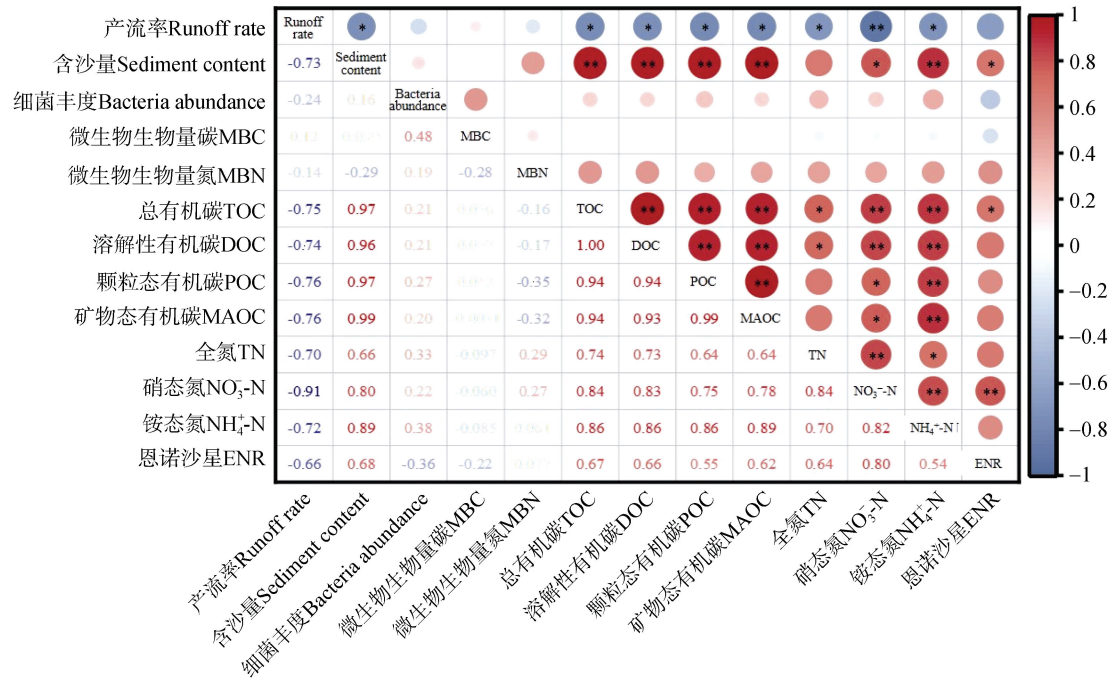 产流率Runoff rate Runoff rate * * * * * * ** *
含沙量Sediment content -0.73 Sediment content ** ** ** ** * ** *
细菌丰度Bacteria abundance -0.24 0.16 Bacteria abundance
微生物生物量碳MBC 0.48 MBC
微生物生物量氮MBN -0.14 -0.29 0.19 -0.28 MBN
总有机碳TOC -0.75 0.97 0.21 -0.16 TOC ** ** ** * ** ** *
溶解性有机碳DOC -0.74 0.96 0.21 -0.17 1.00 DOC ** ** * ** **
颗粒态有机碳POC -0.76 0.97 0.27 -0.35 0.94 0.94 POC ** * **
矿物态有机碳MAOC -0.76 0.99 0.20 -0.32 0.94 0.93 0.99 MAOC * **
全氮TN -0.70 0.66 0.33 -0.097 0.29 0.74 0.73 0.64 0.64 TN ** *
硝态氮NO₃⁻-N -0.91 0.80 0.22 -0.060 0.27 0.84 0.83 0.75 0.78 0.84 NO₃⁻-N ** **
铵态氮NH₄⁺-N -0.72 0.89 0.38 -0.085 0.86 0.86 0.86 0.89 0.70 0.82 NH₄⁺-N
恩诺沙星ENR -0.66 0.68 -0.36 -0.22 0.67 0.66 0.55 0.62 0.64 0.80 0.54 ENR
产流率Runoff rate
含沙量Sediment content
细菌丰度Bacteria abundance
微生物生物量碳MBC
微生物生物量氮MBN
总有机碳TOC
溶解性有机碳DOC
颗粒态有机碳POC
矿物态有机碳MAOC
全氮TN
硝态氮NO₃⁻-N
铵态氮NH₄⁺-N
恩诺沙星ENR
1
0.8
0.6
0.4
0.2
0
−0.2
−0.4
−0.6
−0.8
−1